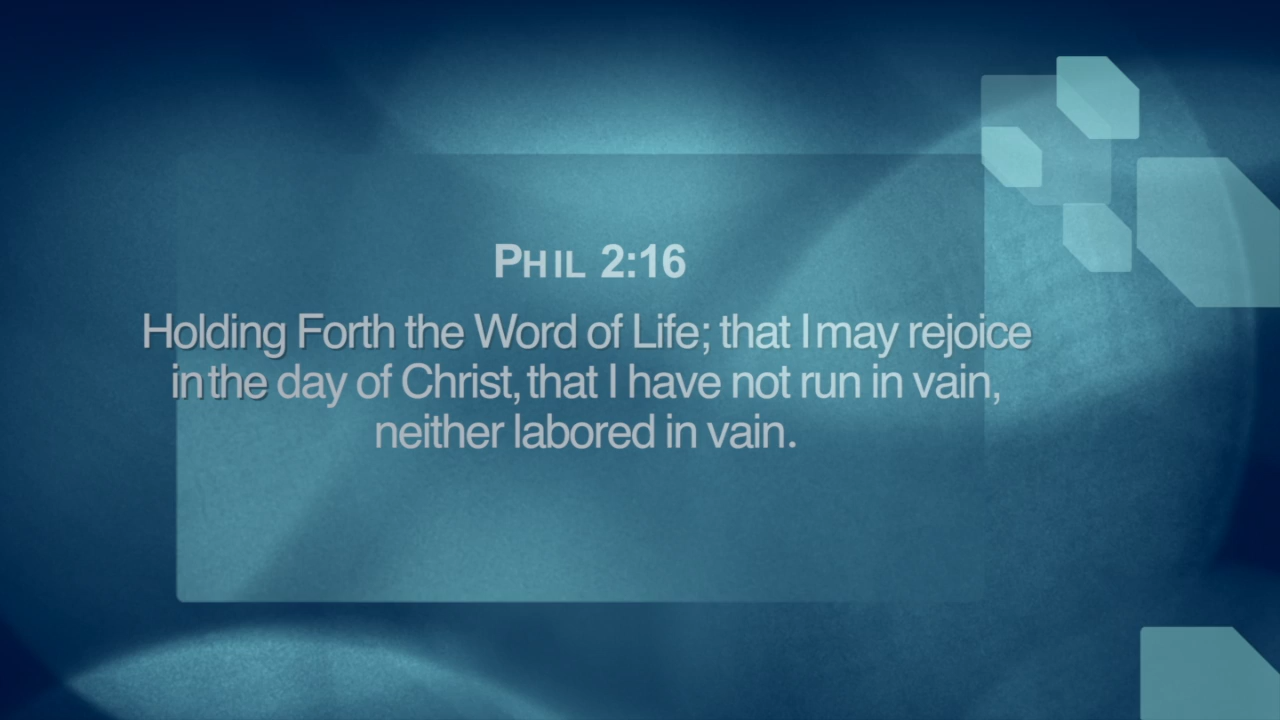 PHIL 2:16
Holding Forth the Word of Life; that I may rejoice
in the day of Christ, that I have not run in vain,
neither labored in vain.